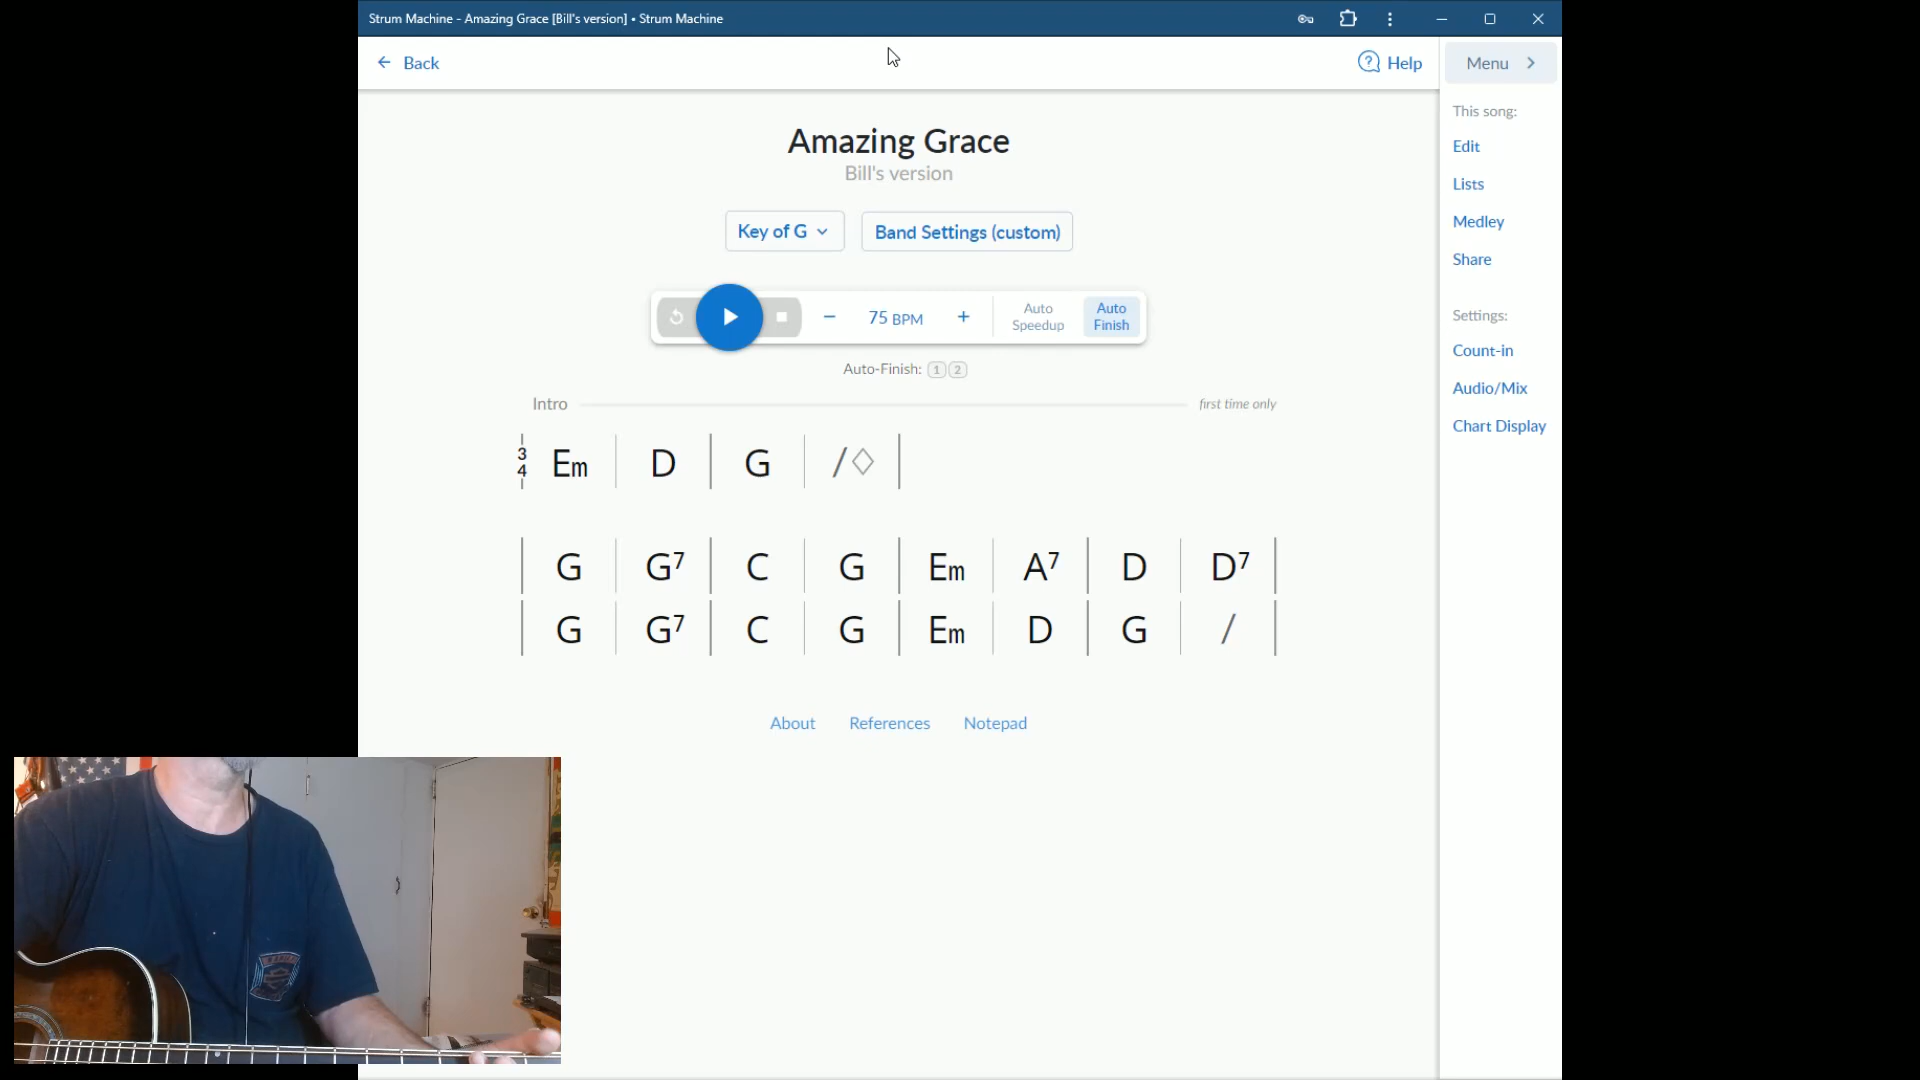 Strum Machine - Amazing Grace [Bill's version] • Strum Machine
Back
Help
Menu
Amazing Grace
Bill's version
Key of G
Band Settings (custom)
75 BPM
Auto Speedup
Auto Finish
Auto-Finish: 1 2
Intro
first time only
3/4 Em D G /◇
G G7 C G Em A7 D D7
G G7 C G Em D G /
About References Notepad
This song:
Edit
Lists
Medley
Share
Settings:
Count-in
Audio/Mix
Chart Display